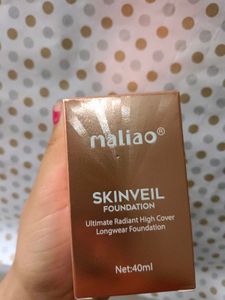 maliao®
SKINVEIL
FOUNDATION
Ultimate Radiant High Cover
Longwear Foundation
Net:40ml